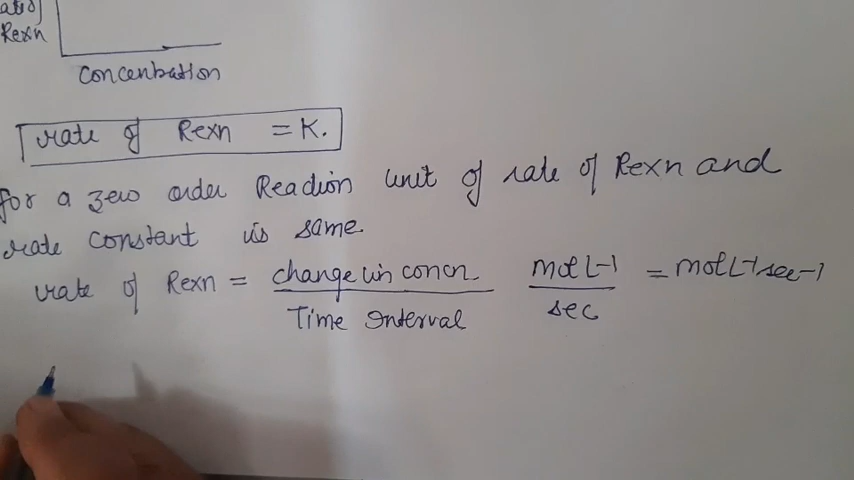 Rexn
Concentration
rate of Rexn = K.
for a zero order Reaction unit of rate of Rexn and
rate constant is same.
rate of Rexn = change in concn. / Time Interval mol L-1 / sec = mol L-1 sec-1